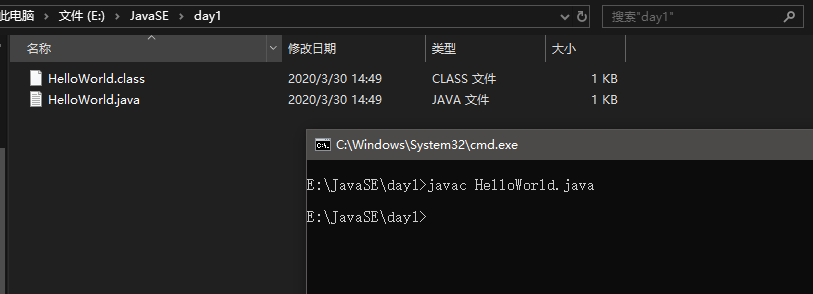 此电脑 > 文件 (E:) > JavaSE > day1
搜索"day1"
名称 修改日期 类型 大小
HelloWorld.class 2020/3/30 14:49 CLASS 文件 1 KB
HelloWorld.java 2020/3/30 14:49 JAVA 文件 1 KB
C:\Windows\System32\cmd.exe
E:\JavaSE\day1>javac HelloWorld.java
E:\JavaSE\day1>